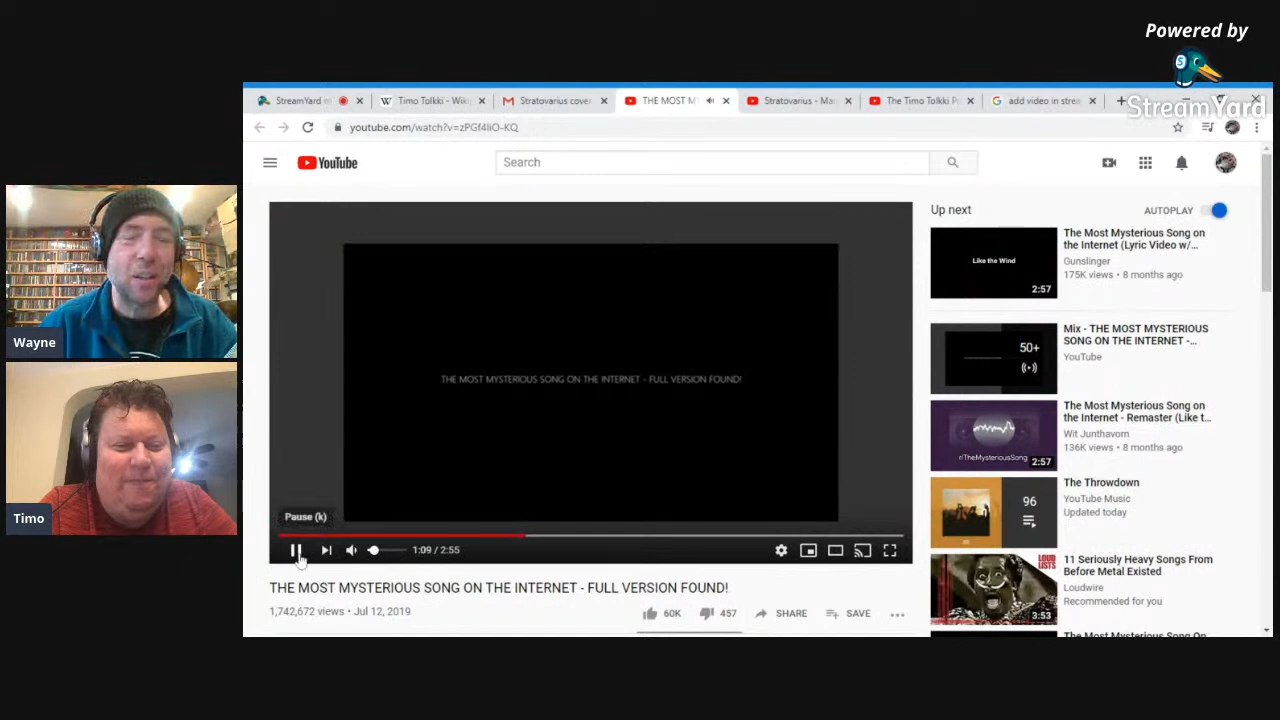 Powered by
S
StreamYard
StreamYard m
Timo Tolkki - Wiki
Stratovarius cover
THE MOST M
Stratovarius - Ma
The Timo Tolkki P
add video in strea
youtube.com/watch?v=zPGf4liO-KQ
YouTube
Search
Wayne
Timo
THE MOST MYSTERIOUS SONG ON THE INTERNET - FULL VERSION FOUND!
Pause (k)
1:09 / 2:55
THE MOST MYSTERIOUS SONG ON THE INTERNET - FULL VERSION FOUND!
1,742,672 views • Jul 12, 2019
60K
457
SHARE
SAVE
Up next
AUTOPLAY
Like the Wind
2:57
The Most Mysterious Song on
the Internet (Lyric Video w/...
Gunslinger
175K views • 8 months ago
50+
Mix - THE MOST MYSTERIOUS
SONG ON THE INTERNET -...
YouTube
r/TheMysteriousSong
2:57
The Most Mysterious Song on
the Internet - Remaster (Like t...
Wit Junthavorn
136K views • 8 months ago
96
The Throwdown
YouTube Music
Updated today
LOUD
LISTS
3:53
11 Seriously Heavy Songs From
Before Metal Existed
Loudwire
Recommended for you
The Most Mysterious Song On